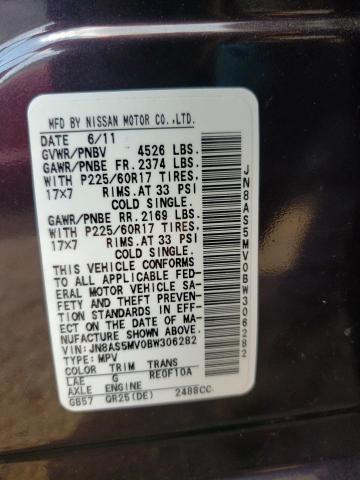 MFD BY NISSAN MOTOR CO.,LTD.
DATE 6/11
GVWR/PNBV 4526 LBS.
GAWR/PNBE FR. 2374 LBS.
WITH P225/60R17 TIRES,
17x7 RIMS.AT 33 PSI
COLD SINGLE.
GAWR/PNBE RR. 2169 LBS.
WITH P225/60R17 TIRES,
17x7 RIMS.AT 33 PSI
COLD SINGLE.
THIS VEHICLE CONFORMS
TO ALL APPLICABLE FED-
ERAL MOTOR VEHICLE SA-
FETY STANDARDS IN EFF-
ECT ON THE DATE OF MA-
NUFACTURE SHOWN ABOVE.
VIN: JN8AS5MV0BW306282
TYPE: MPV
COLOR TRIM TRANS
LAE G RE0F10A
AXLE ENGINE
GB57 QR25(DE) 2488CC
JN8AS5MV0BW306282